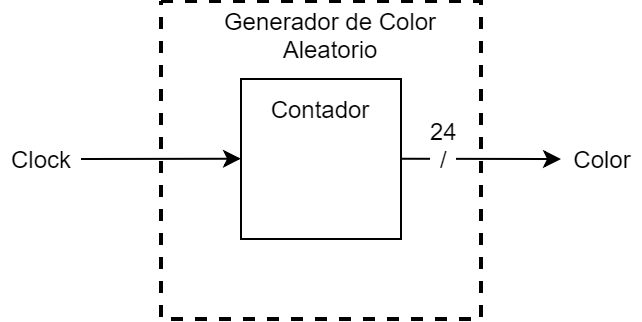 Generador de Color
Aleatorio
Contador
24
Clock
/
Color